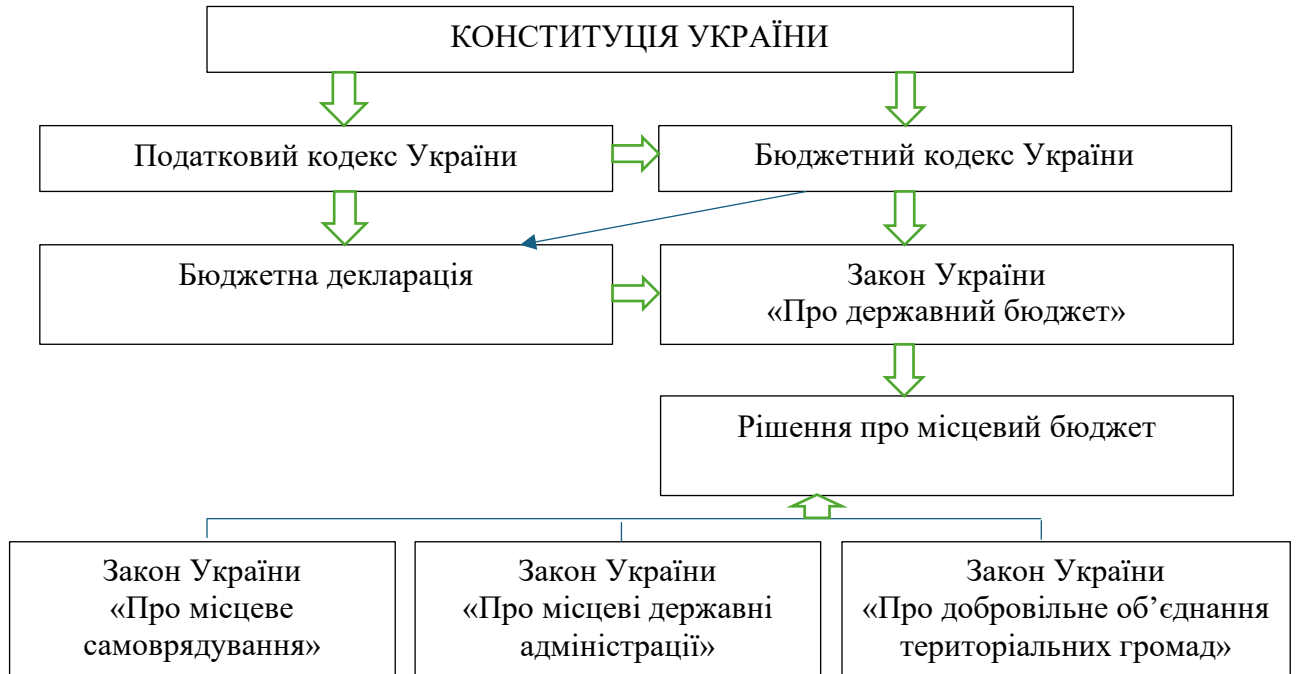 КОНСТИТУЦІЯ УКРАЇНИ
Податковий кодекс України
Бюджетний кодекс України
Бюджетна декларація
Закон України
«Про державний бюджет»
Рішення про місцевий бюджет
Закон України
«Про місцеве
самоврядування»
Закон України
«Про місцеві державні
адміністрації»
Закон України
«Про добровільне об’єднання
територіальних громад»